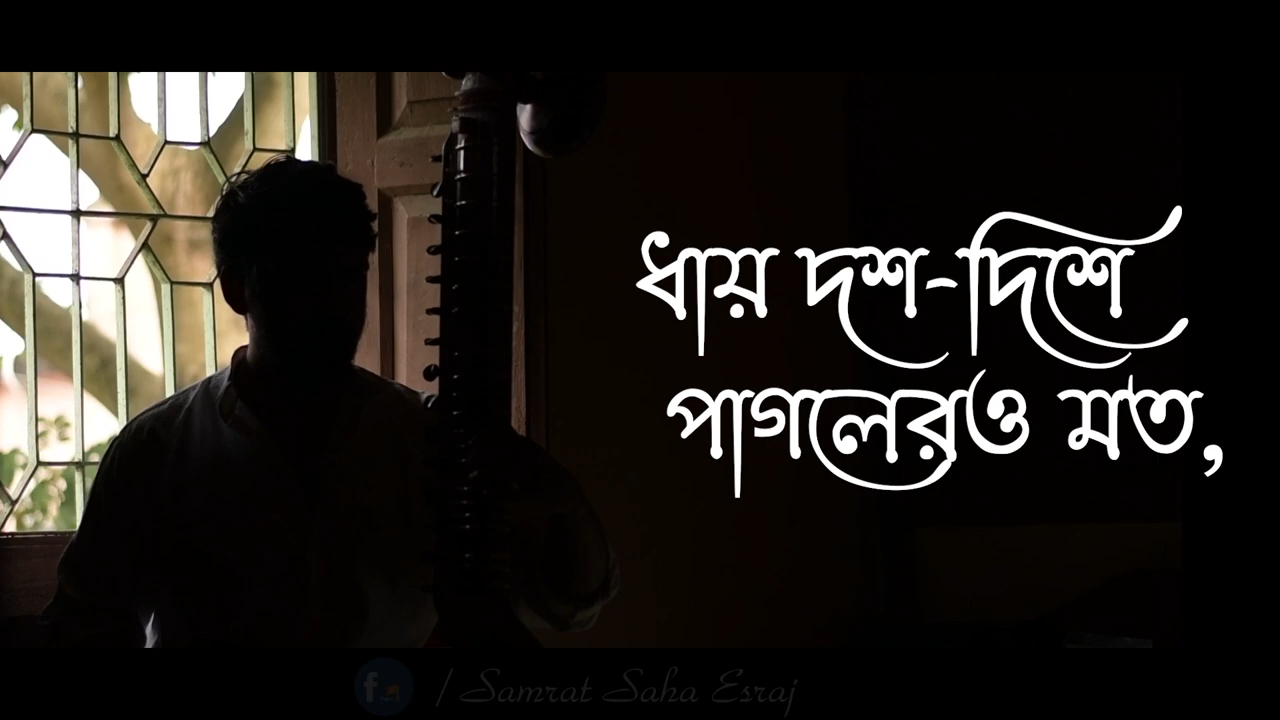 ধায় দশ-দিশে
পাগলেরও মত,
f / Samrat Saha Esraj